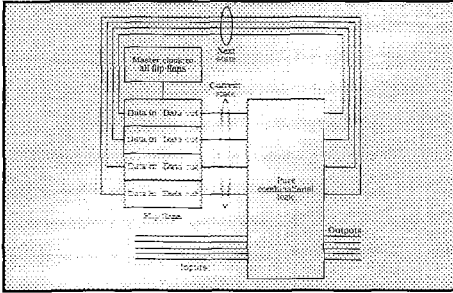 Next
state
Master clock to
all flip flops
Current
state
Data in Data out
Data in Data out
Data in Data out
Data in Data out
Flip flops
Pure
combinational
logic
Outputs
Inputs